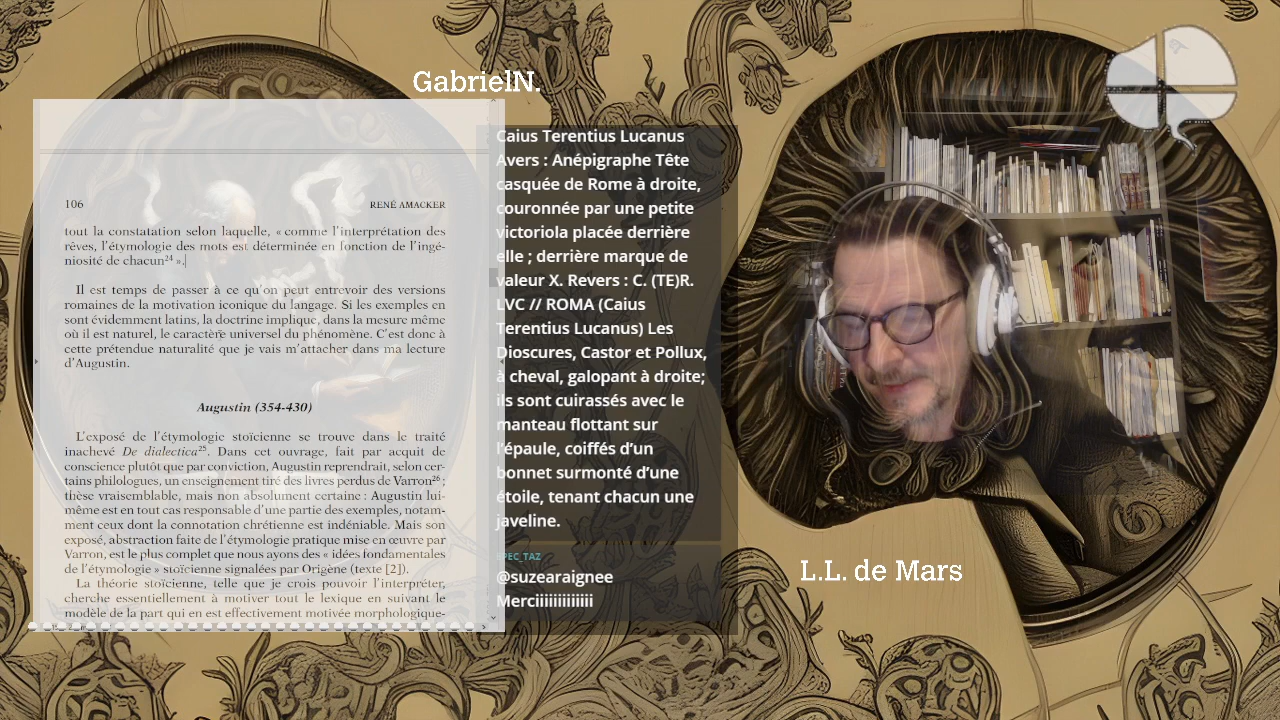 GabrielN.
106
RENÉ AMACKER
tout la constatation selon laquelle, « comme l'interprétation des
rêves, l'étymologie des mots est déterminée en fonction de l'ingé-
niosité de chacun²⁴ ».
Il est temps de passer à ce qu'on peut entrevoir des versions
romaines de la motivation iconique du langage. Si les exemples en
sont évidemment latins, la doctrine implique, dans la mesure même
où il est naturel, le caractère universel du phénomène. C'est donc à
cette prétendue naturalité que je vais m'attacher dans ma lecture
d'Augustin.
Augustin (354-430)
L'exposé de l'étymologie stoïcienne se trouve dans le traité
inachevé De dialectica²⁵. Dans cet ouvrage, fait par acquit de
conscience plutôt que par conviction, Augustin reprendrait, selon cer-
tains philologues, un enseignement tiré des livres perdus de Varron²⁶ ;
thèse vraisemblable, mais non absolument certaine : Augustin lui-
même est en tout cas responsable d'une partie des exemples, notam-
ment ceux dont la connotation chrétienne est indéniable. Mais son
exposé, abstraction faite de l'étymologie pratique mise en œuvre par
Varron, est le plus complet que nous ayons des « idées fondamentales
de l'étymologie » stoïcienne signalées par Origène (texte [2]).
La théorie stoïcienne, telle que je crois pouvoir l'interpréter,
cherche essentiellement à motiver tout le lexique en suivant le
modèle de la part qui en est effectivement motivée morphologique-
Caius Terentius Lucanus
Avers : Anépigraphe Tête
casquée de Rome à droite,
couronnée par une petite
victoriola placée derrière
elle ; derrière marque de
valeur X. Revers : C. (TE)R.
LVC // ROMA (Caius
Terentius Lucanus) Les
Dioscures, Castor et Pollux,
à cheval, galopant à droite;
ils sont cuirassés avec le
manteau flottant sur
l'épaule, coiffés d'un
bonnet surmonté d'une
étoile, tenant chacun une
javeline.
SPEC_TAZ
@suzearaignee
Merciiiiiiiiiiiii
L.L. de Mars